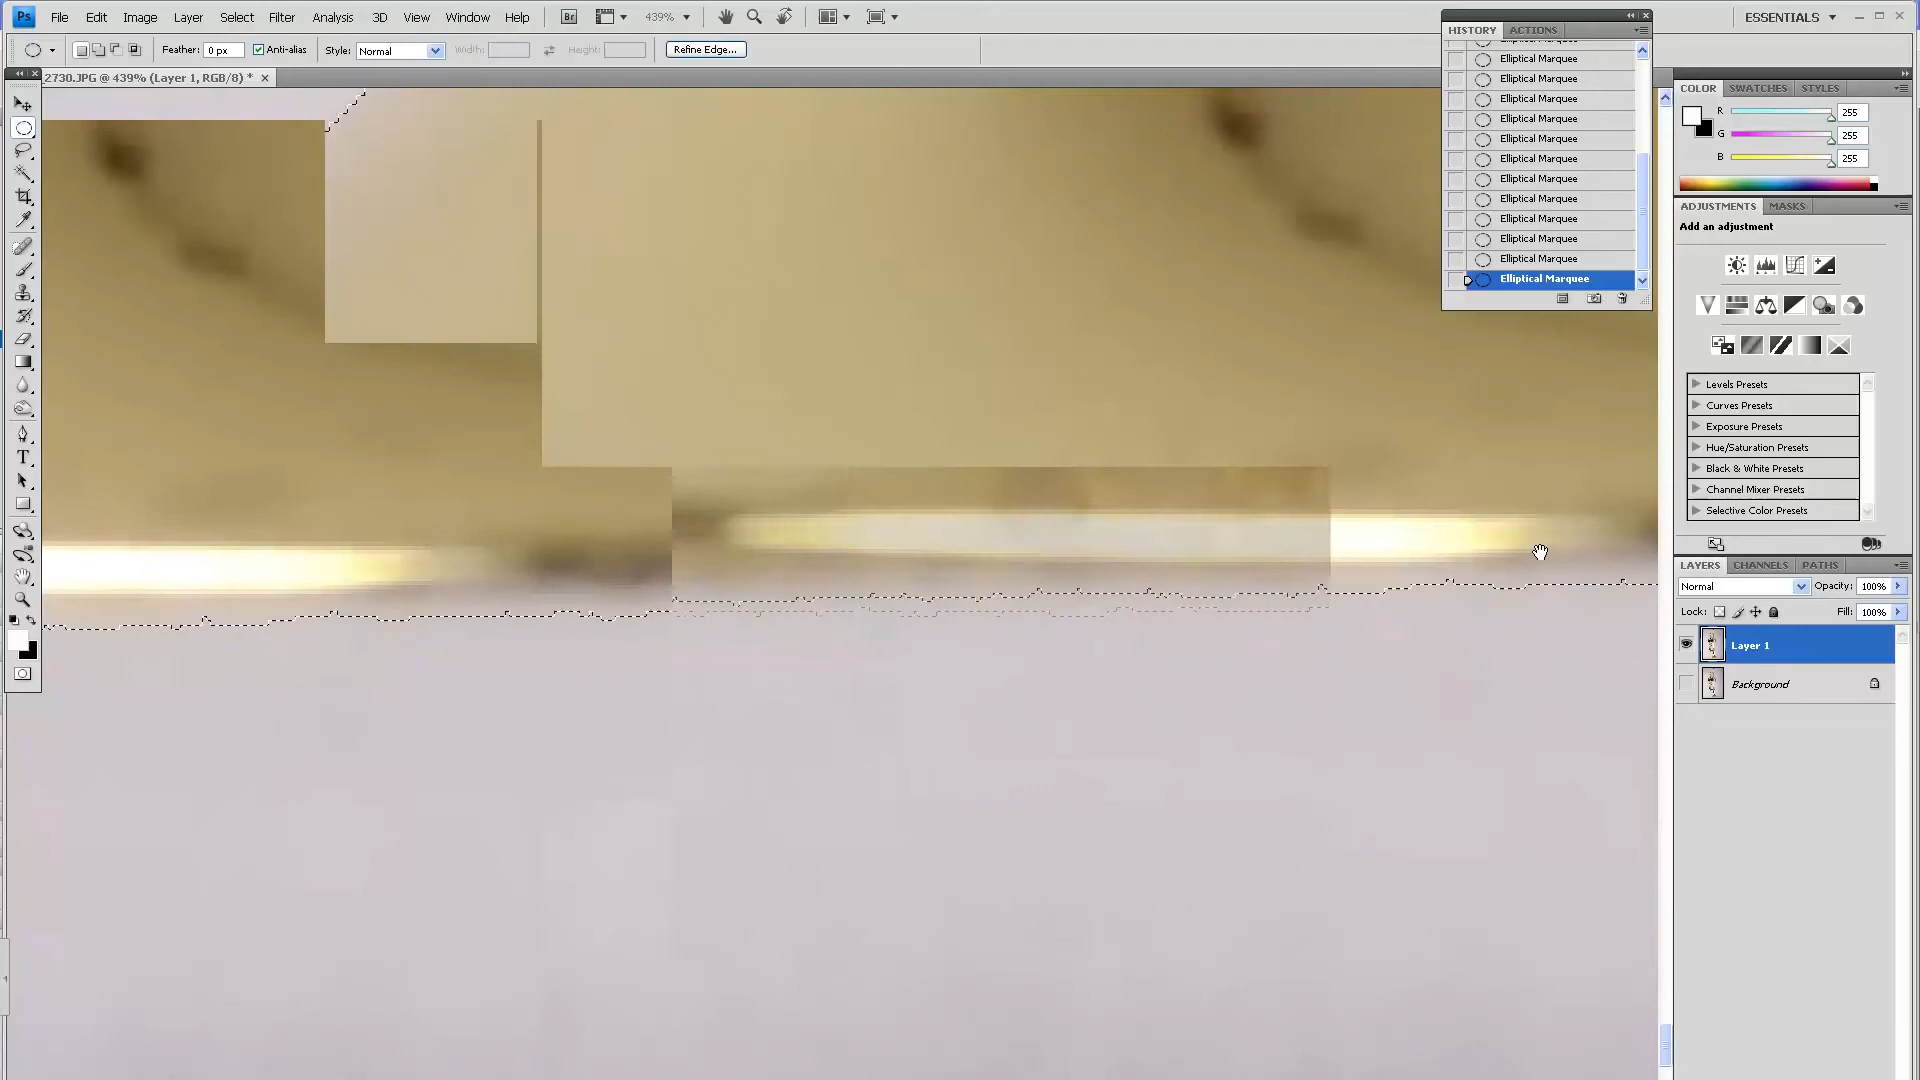 Ps File Edit Image Layer Select Filter Analysis 3D View Window Help Br 439% ESSENTIALS
Feather: 0 px Anti-alias Style: Normal Width: Height: Refine Edge...
2730.JPG @ 439% (Layer 1, RGB/8) *
HISTORY ACTIONS
Elliptical Marquee
Elliptical Marquee
Elliptical Marquee
Elliptical Marquee
Elliptical Marquee
Elliptical Marquee
Elliptical Marquee
Elliptical Marquee
Elliptical Marquee
Elliptical Marquee
Elliptical Marquee
Elliptical Marquee
Elliptical Marquee
COLOR SWATCHES STYLES
R 255
G 255
B 255
ADJUSTMENTS MASKS
Add an adjustment
Levels Presets
Curves Presets
Exposure Presets
Hue/Saturation Presets
Black & White Presets
Channel Mixer Presets
Selective Color Presets
LAYERS CHANNELS PATHS
Normal Opacity: 100%
Lock: Fill: 100%
Layer 1
Background
T